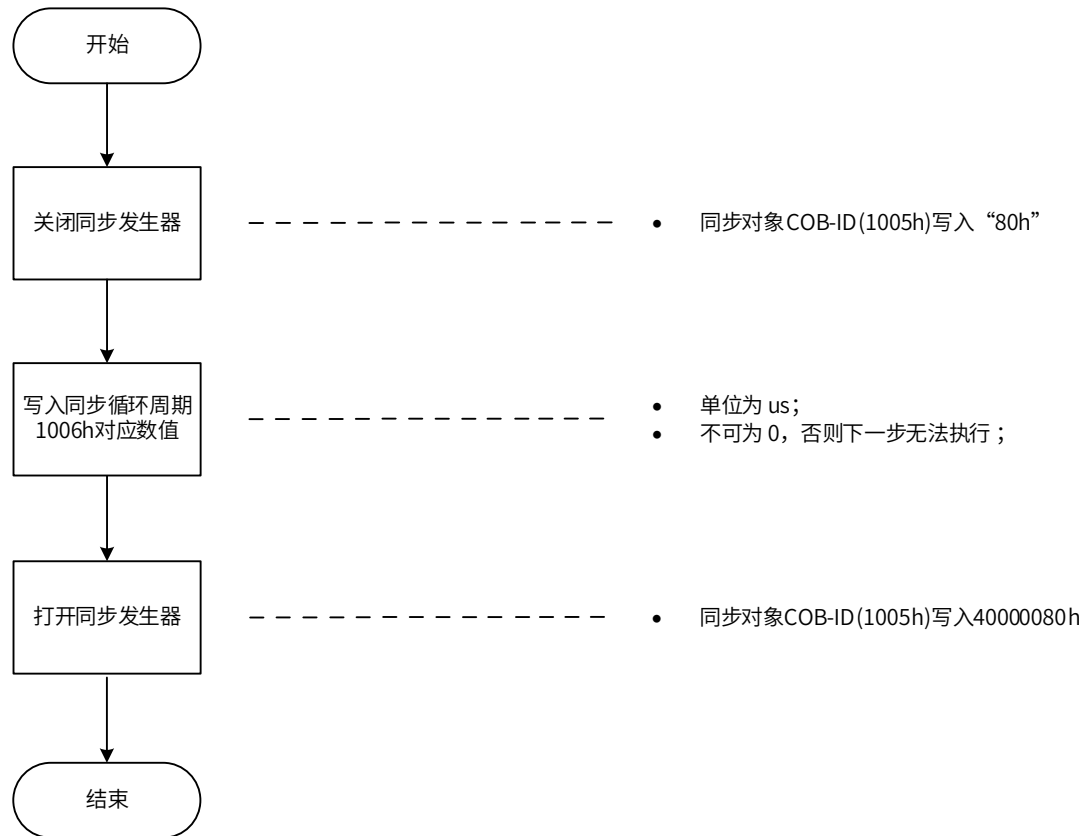 开始
关闭同步发生器
• 同步对象COB-ID(1005h)写入“80h”
写入同步循环周期
1006h对应数值
• 单位为 us；
• 不可为 0，否则下一步无法执行；
打开同步发生器
• 同步对象COB-ID(1005h)写入40000080h
结束